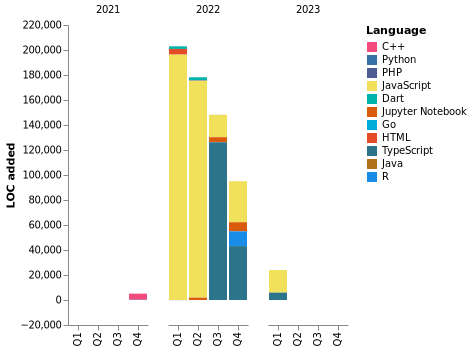 2021 2022 2023
220,000
200,000
180,000
160,000
140,000
120,000
100,000
80,000
60,000
40,000
20,000
0
−20,000
LOC added
Q1 Q2 Q3 Q4 Q1 Q2 Q3 Q4 Q1 Q2 Q3 Q4
Language
C++
Python
PHP
JavaScript
Dart
Jupyter Notebook
Go
HTML
TypeScript
Java
R